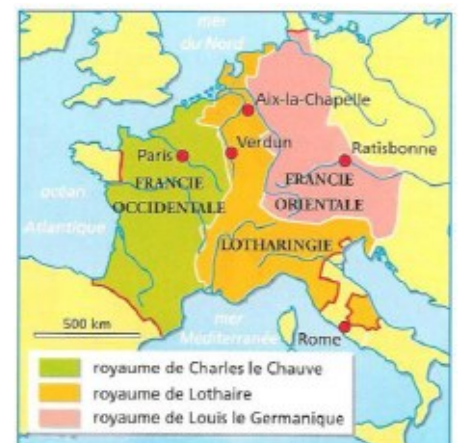 mer
du Nord
Aix-la-Chapelle
Verdun
Paris
Ratisbonne
FRANCIE
OCCIDENTALE
FRANCIE
ORIENTALE
océan
Atlantique
LOTHARINGIE
500 km
mer
Méditerranée
Rome
royaume de Charles le Chauve
royaume de Lothaire
royaume de Louis le Germanique